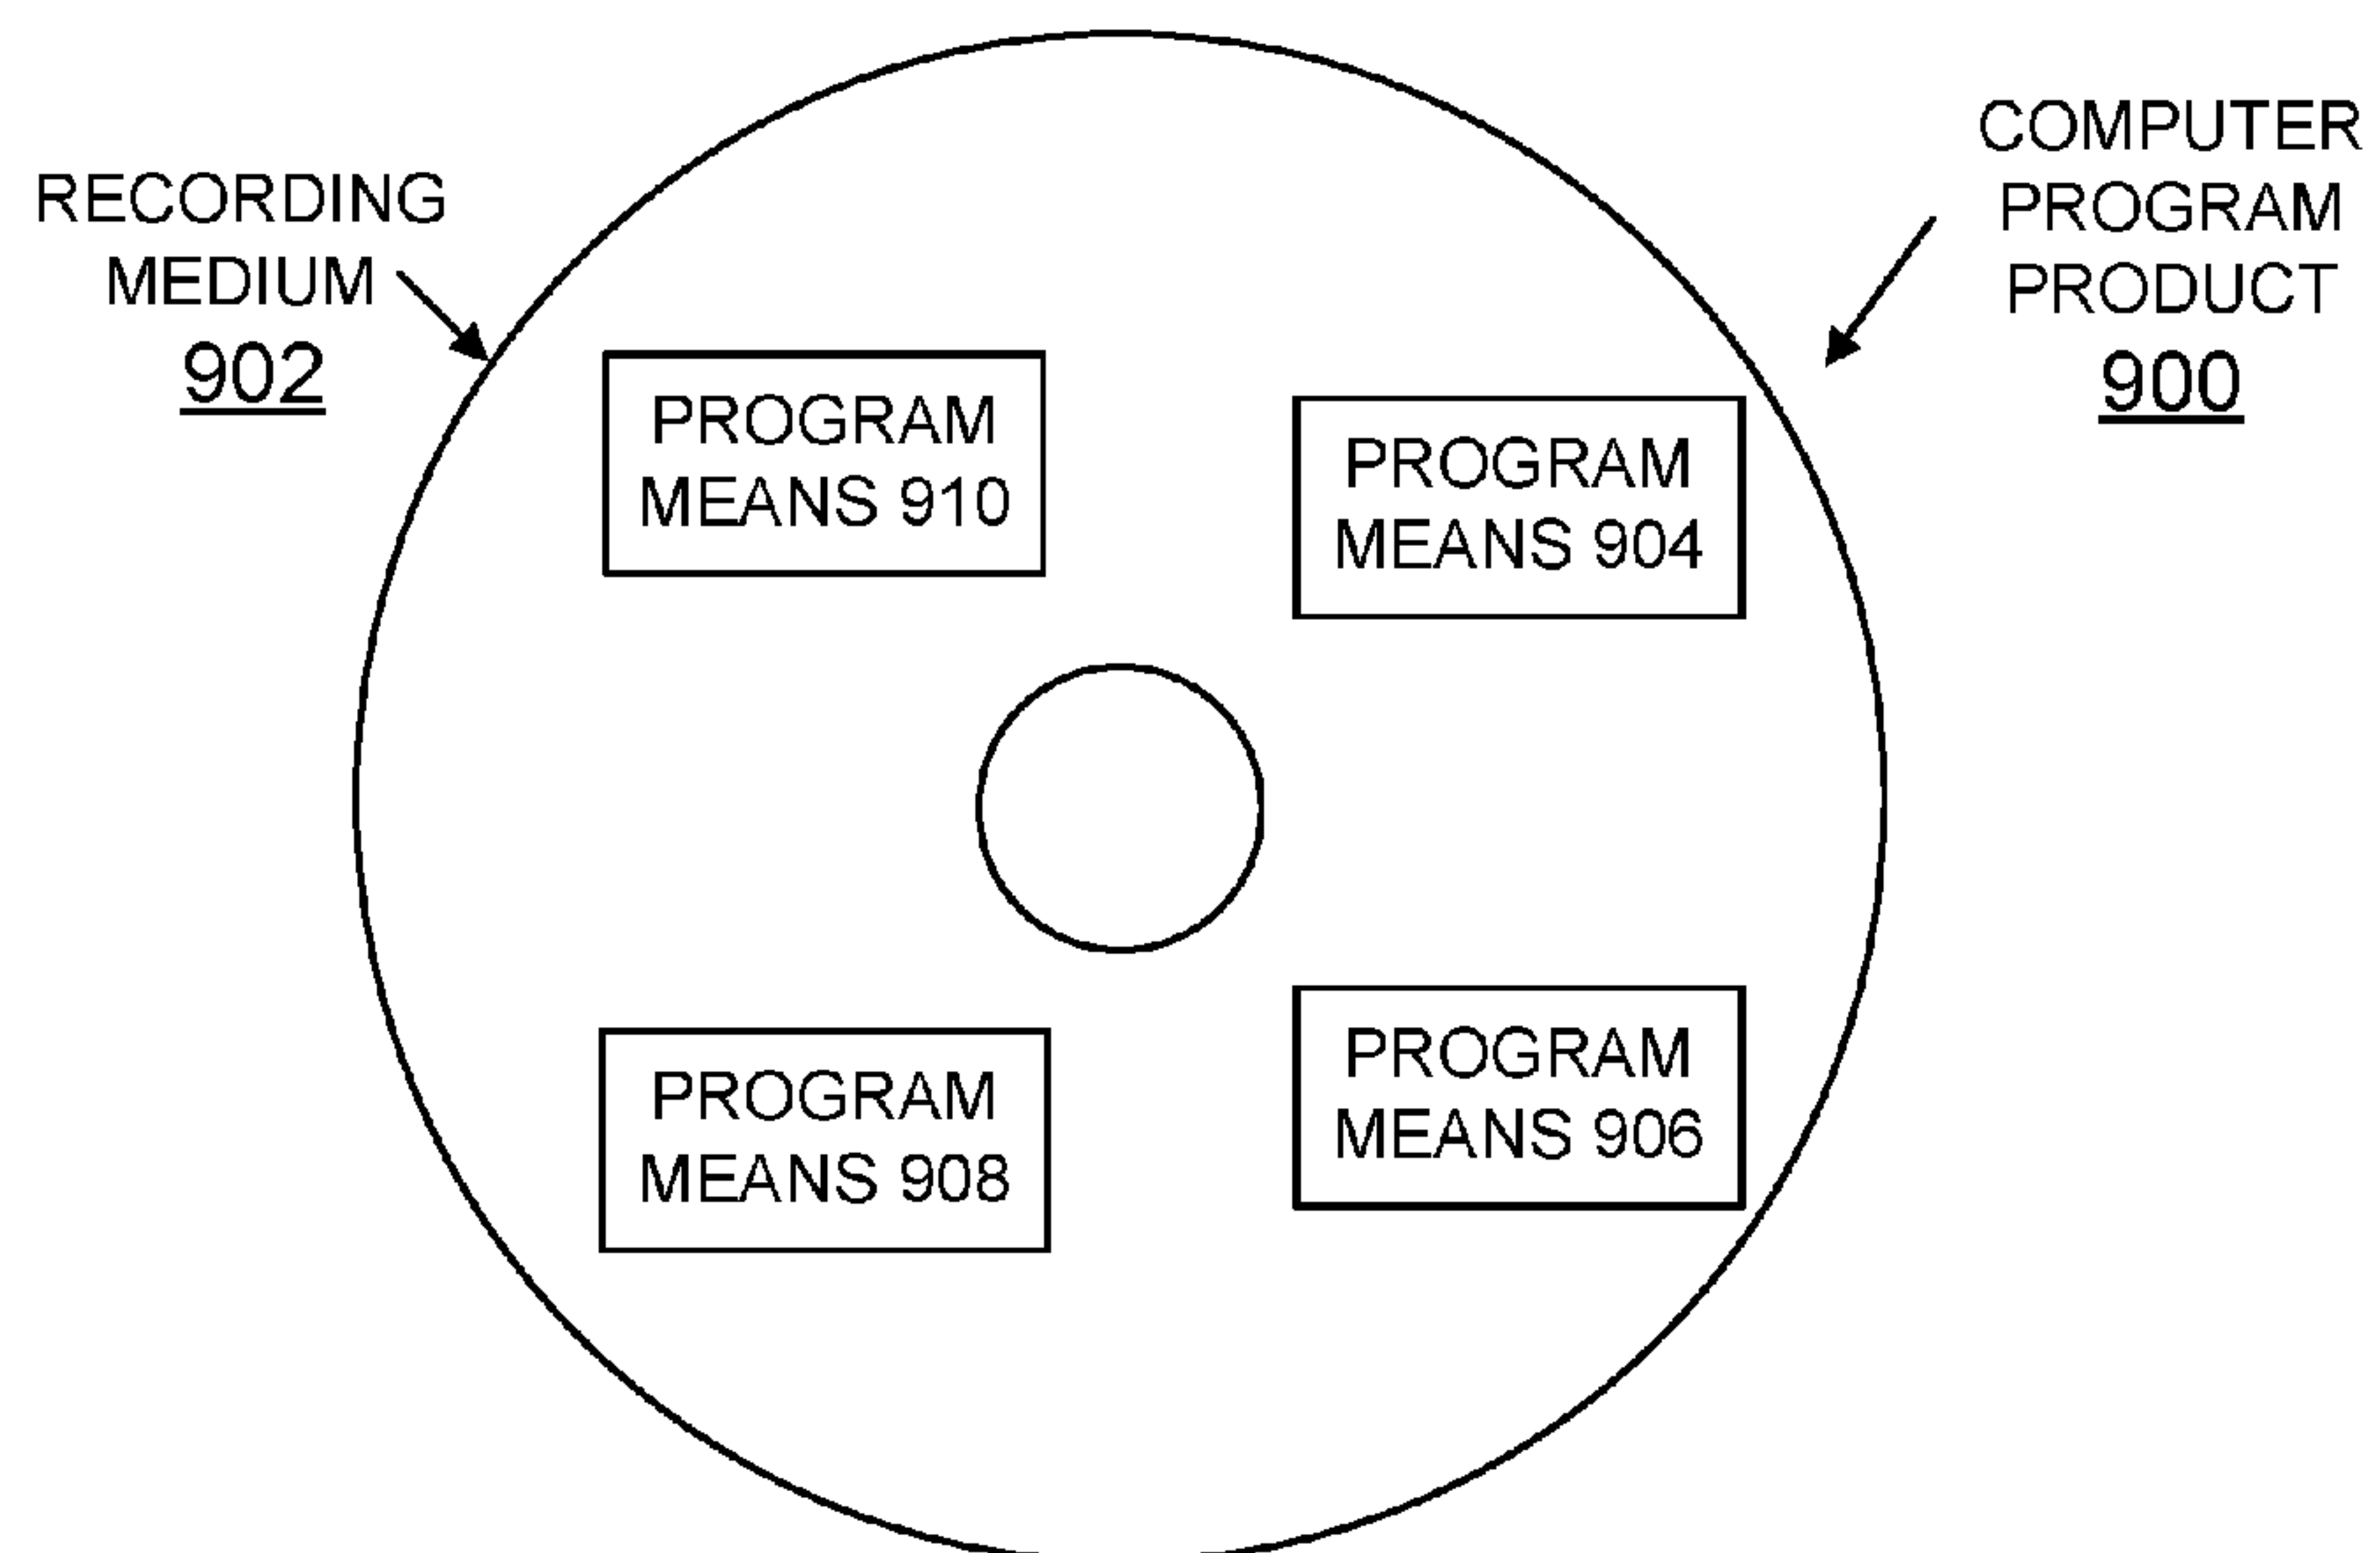 RECORDING
MEDIUM
902
COMPUTER
PROGRAM
PRODUCT
900
PROGRAM
MEANS 910
PROGRAM
MEANS 904
PROGRAM
MEANS 908
PROGRAM
MEANS 906